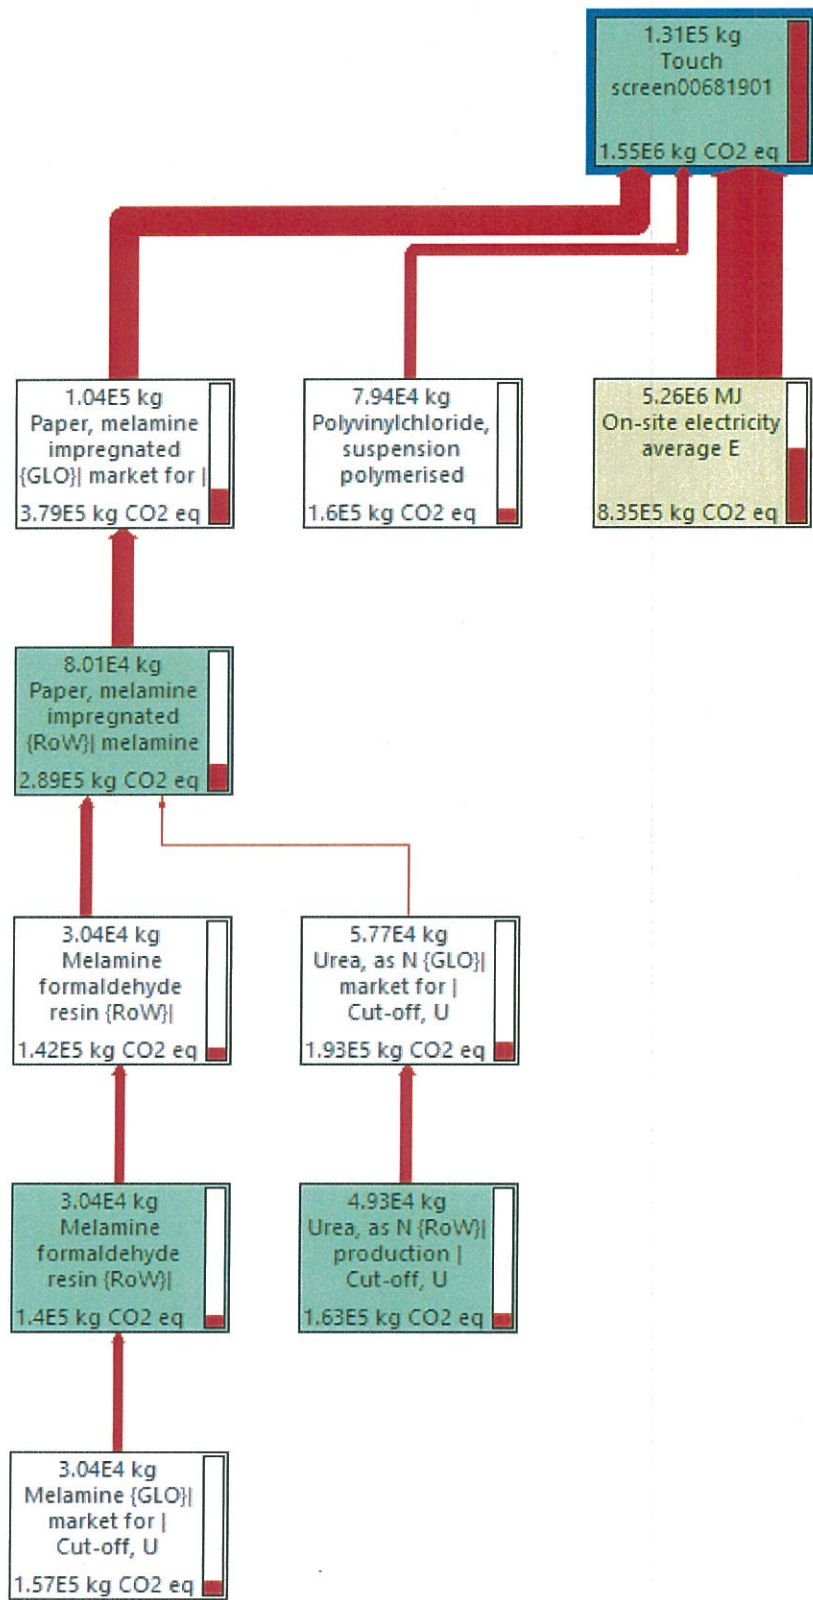 1.31E5 kg
Touch
screen00681901
1.55E6 kg CO2 eq
1.04E5 kg
Paper, melamine
impregnated
{GLO}| market for |
3.79E5 kg CO2 eq
7.94E4 kg
Polyvinylchloride,
suspension
polymerised
1.6E5 kg CO2 eq
5.26E6 MJ
On-site electricity
average E
8.35E5 kg CO2 eq
8.01E4 kg
Paper, melamine
impregnated
{RoW}| melamine
2.89E5 kg CO2 eq
3.04E4 kg
Melamine
formaldehyde
resin {RoW}|
1.42E5 kg CO2 eq
5.77E4 kg
Urea, as N {GLO}|
market for |
Cut-off, U
1.93E5 kg CO2 eq
3.04E4 kg
Melamine
formaldehyde
resin {RoW}|
1.4E5 kg CO2 eq
4.93E4 kg
Urea, as N {RoW}|
production |
Cut-off, U
1.63E5 kg CO2 eq
3.04E4 kg
Melamine {GLO}|
market for |
Cut-off, U
1.57E5 kg CO2 eq